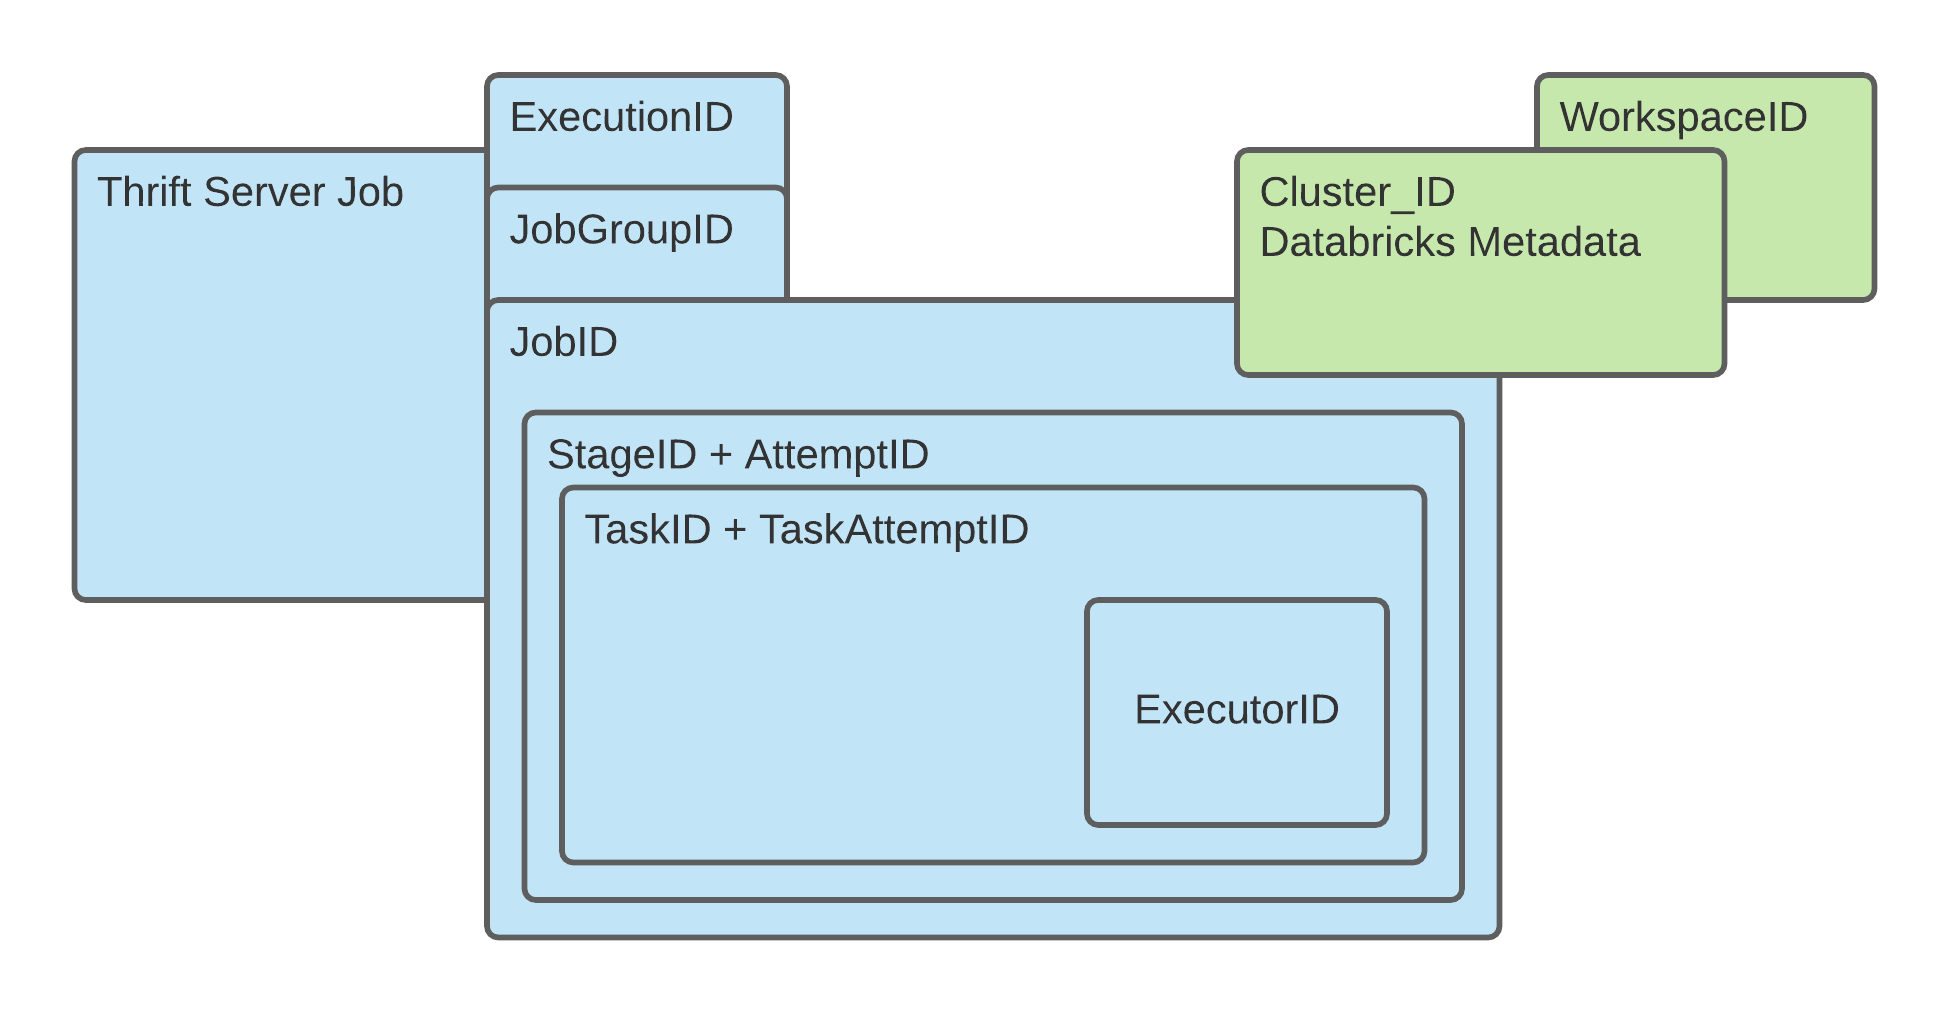 ExecutionID
WorkspaceID
Thrift Server Job
Cluster_ID
Databricks Metadata
JobGroupID
JobID
StageID + AttemptID
TaskID + TaskAttemptID
ExecutorID